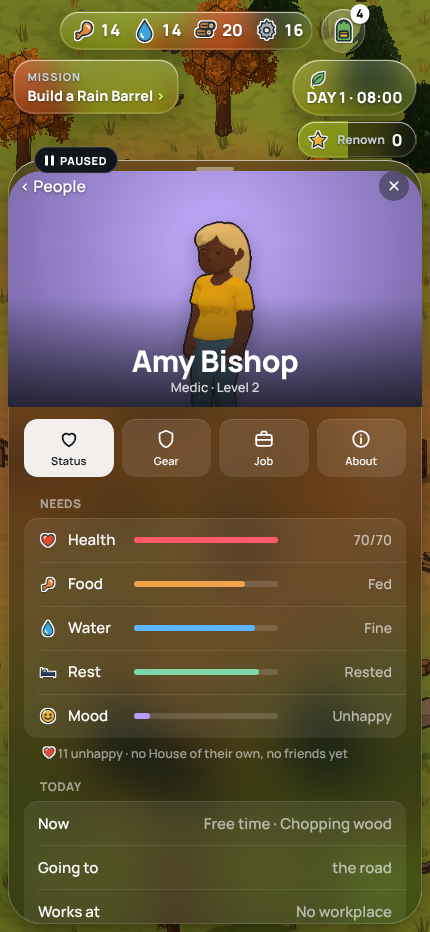 14 14 20 16
4
MISSION
Build a Rain Barrel ›
DAY 1 · 08:00
Renown 0
PAUSED
‹ People
Amy Bishop
Medic · Level 2
Status Gear Job About
NEEDS
Health 70/70
Food Fed
Water Fine
Rest Rested
Mood Unhappy
11 unhappy · no House of their own, no friends yet
TODAY
Now Free time · Chopping wood
Going to the road
Works at No workplace